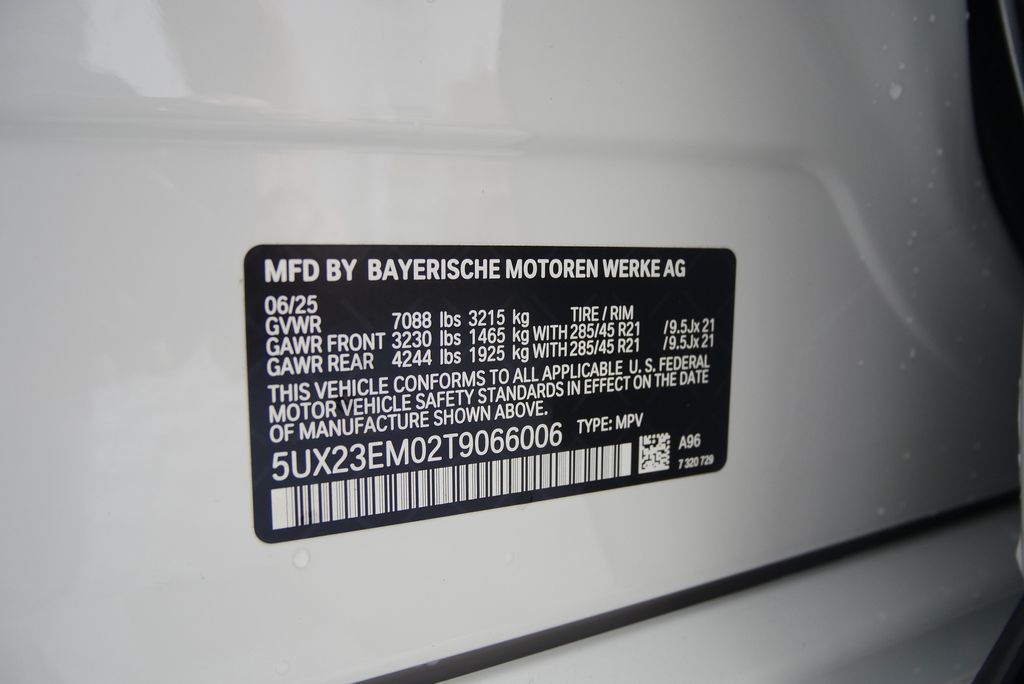 MFD BY BAYERISCHE MOTOREN WERKE AG
06/25 TIRE / RIM
GVWR 7088 lbs 3215 kg
GAWR FRONT 3230 lbs 1465 kg WITH 285/45 R21 /9.5Jx21
GAWR REAR 4244 lbs 1925 kg WITH 285/45 R21 /9.5Jx21
THIS VEHICLE CONFORMS TO ALL APPLICABLE U. S. FEDERAL
MOTOR VEHICLE SAFETY STANDARDS IN EFFECT ON THE DATE
OF MANUFACTURE SHOWN ABOVE.
5UX23EM02T9066006 TYPE: MPV
A96
7 320 729